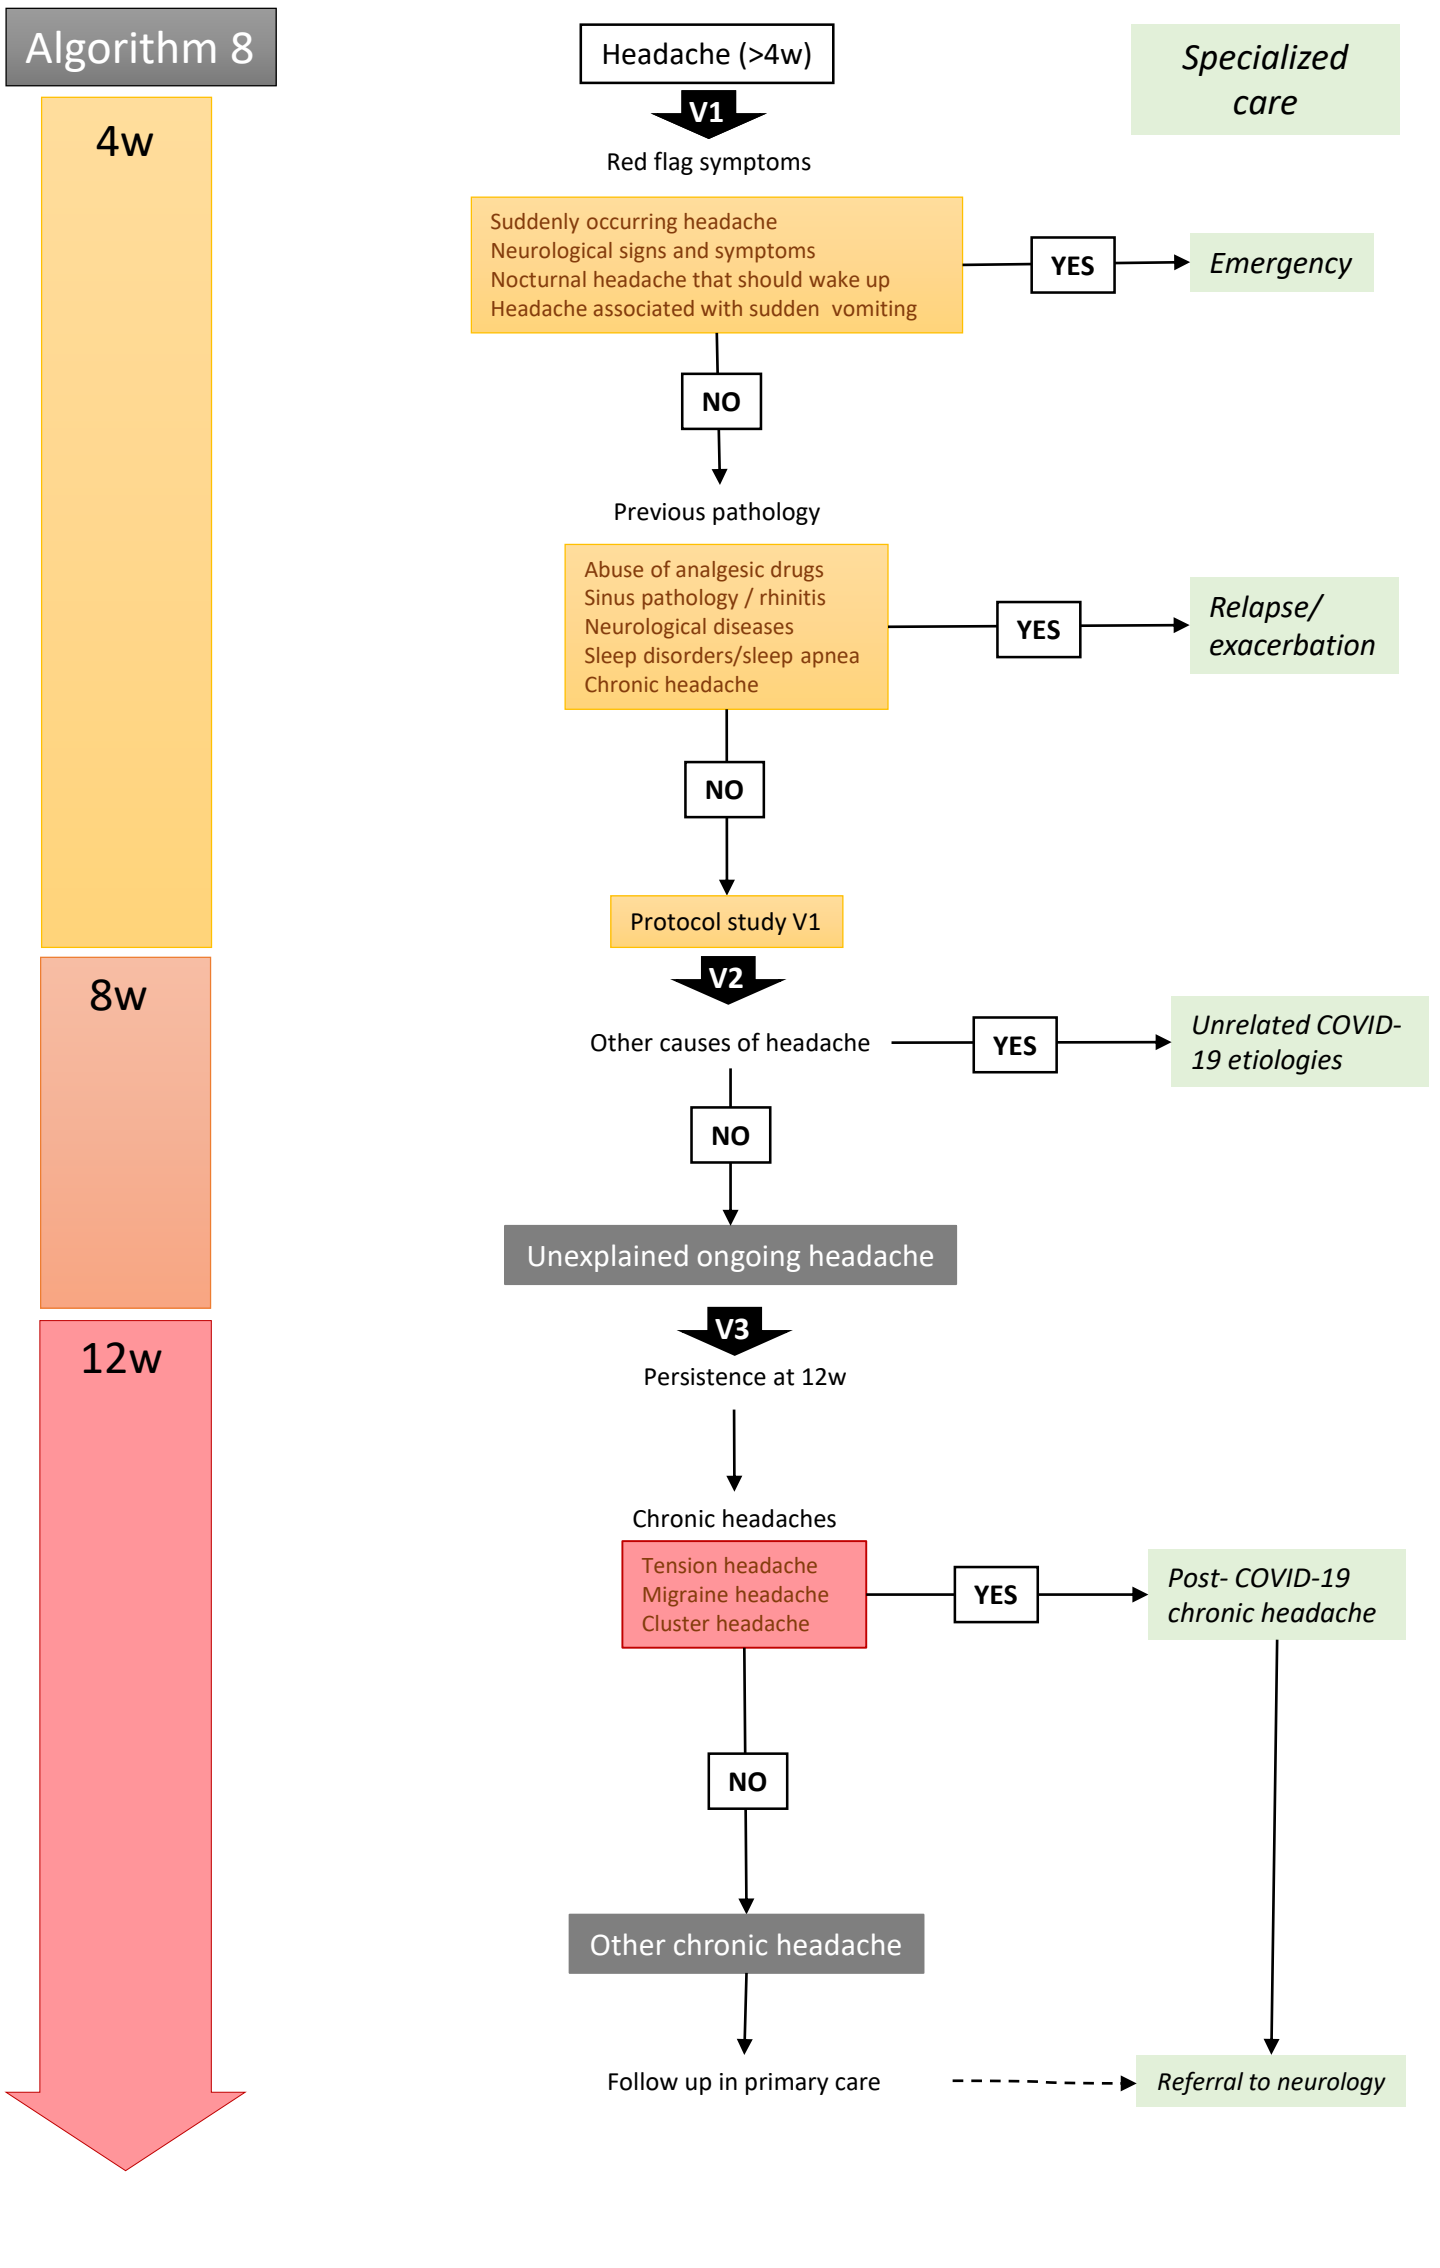 Algorithm 8
Headache (>4w)
Specialized
care
4w
V1
Red flag symptoms
Suddenly occurring headache
Neurological signs and symptoms
Nocturnal headache that should wake up
Headache associated with sudden vomiting
YES
Emergency
NO
Previous pathology
Abuse of analgesic drugs
Sinus pathology / rhinitis
Neurological diseases
Sleep disorders/sleep apnea
Chronic headache
YES
Relapse/
exacerbation
NO
Protocol study V1
8w
V2
Other causes of headache
YES
Unrelated COVID-
19 etiologies
NO
Unexplained ongoing headache
12w
V3
Persistence at 12w
Chronic headaches
Tension headache
Migraine headache
Cluster headache
YES
Post- COVID-19
chronic headache
NO
Other chronic headache
Follow up in primary care
Referral to neurology